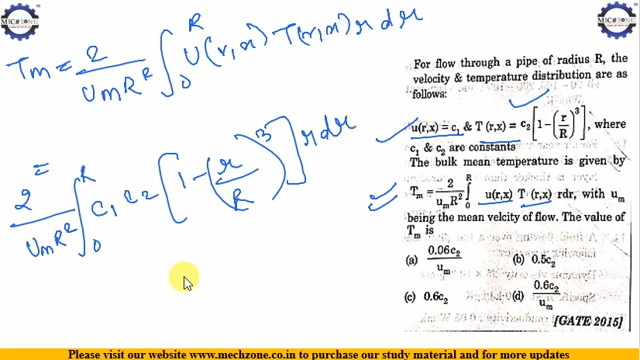 MECHZONE
MECHZONE
Tm = 2/(UmR²) ∫₀ᴿ U(r,x) T(r,x) r dr
= 2/(UmR²) ∫₀ᴿ C₁ C₂ [1 - (r/R)³] r dr
For flow through a pipe of radius R, the
velocity & temperature distribution are as
follows:
u(r,x) = c₁ & T (r,x) = c₂[1-(r/R)³], where
c₁ & c₂ are constants
The bulk mean temperature is given by
Tₘ = 2/(uₘR²) ∫₀ᴿ u(r,x) T (r,x) rdr, with uₘ
being the mean velcity of flow. The value of
Tₘ is
(a) 0.06c₂/uₘ (b) 0.5c₂
(c) 0.6c₂ (d) 0.6c₂/uₘ
[GATE 2015]
Please visit our website www.mechzone.co.in to purchase our study material and for more details